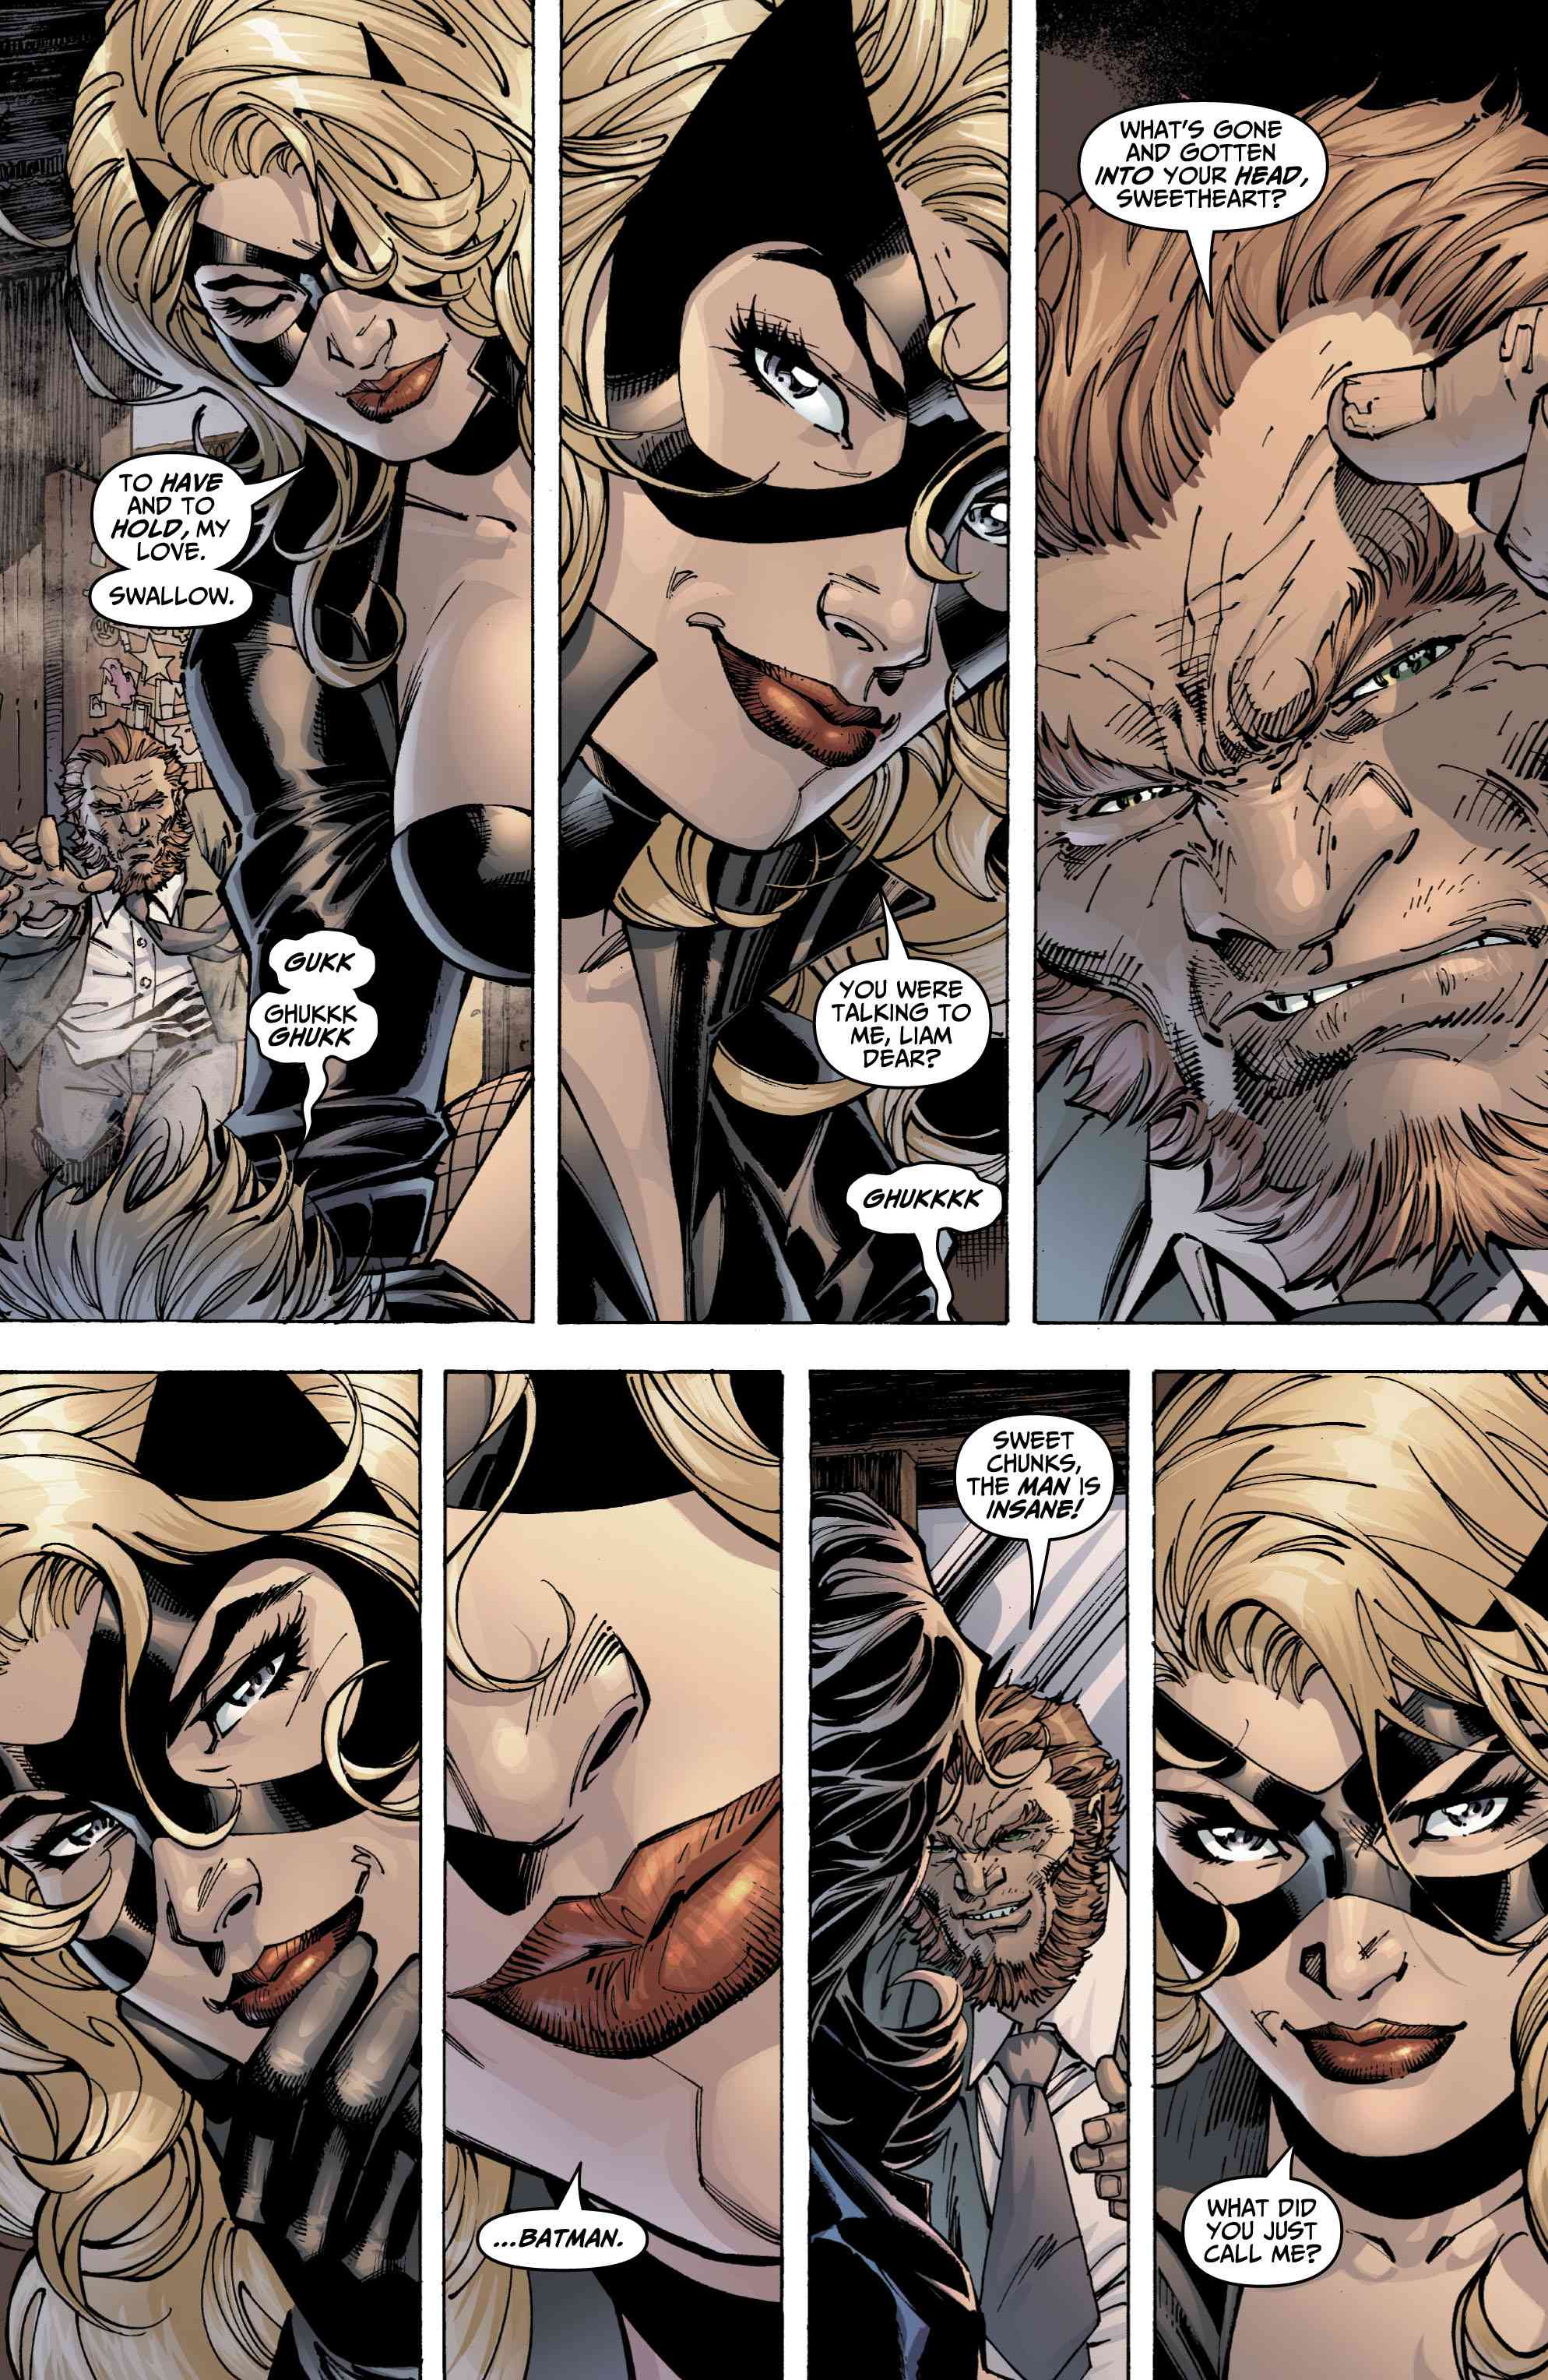 TO HAVE
AND TO
HOLD, MY
LOVE.
SWALLOW.
GUKK
GHUKKK
GHUKK
YOU WERE
TALKING TO
ME, LIAM
DEAR?
GHUKKKK
WHAT'S GONE
AND GOTTEN
INTO YOUR HEAD,
SWEETHEART?
...BATMAN.
SWEET
CHUNKS,
THE MAN IS
INSANE!
WHAT DID
YOU JUST
CALL ME?